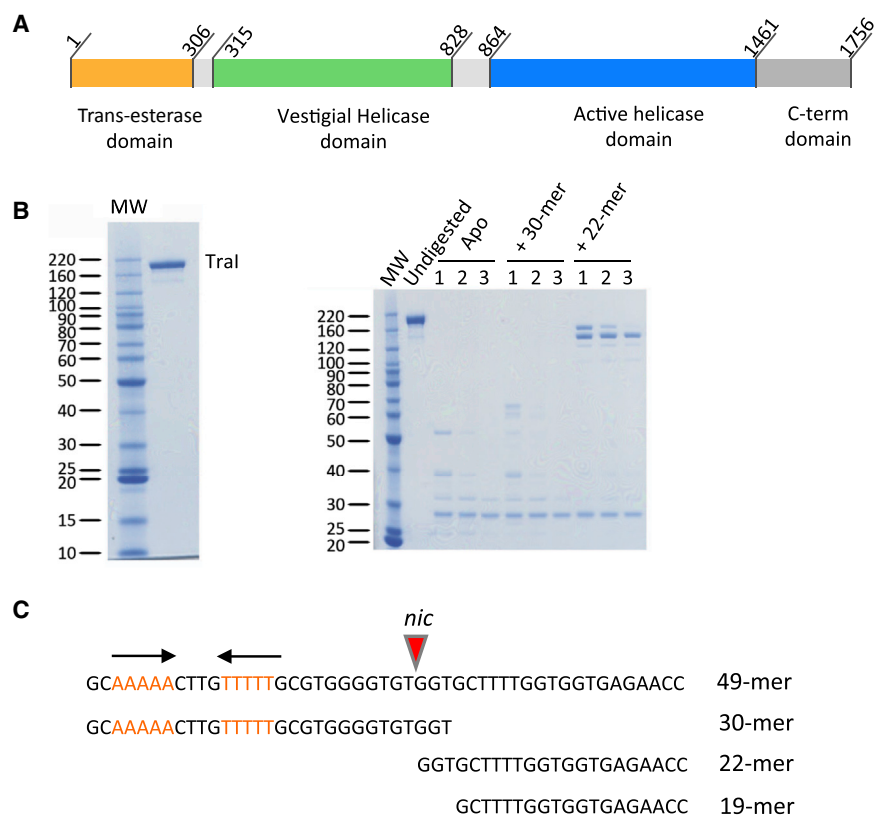 A
1 306 315 828 864 1461 1756
Trans-esterase domain
Vestigial Helicase domain
Active helicase domain
C-term domain
B
MW
TraI
220
160
120
100
90
80
70
60
50
40
30
25
20
15
10
MW Undigested Apo + 30-mer + 22-mer
1 2 3 1 2 3 1 2 3
220
160
120
100
90
80
70
60
50
40
30
25
20
C
nic
GCAAAAACTTGTTTTTGCGTGGGGTGTGGTGCTTTTGGTGGTGAGAACC 49-mer
GCAAAAACTTGTTTTTGCGTGGGGTGTGGT 30-mer
GGTGCTTTTGGTGGTGAGAACC 22-mer
GCTTTTGGTGGTGAGAACC 19-mer